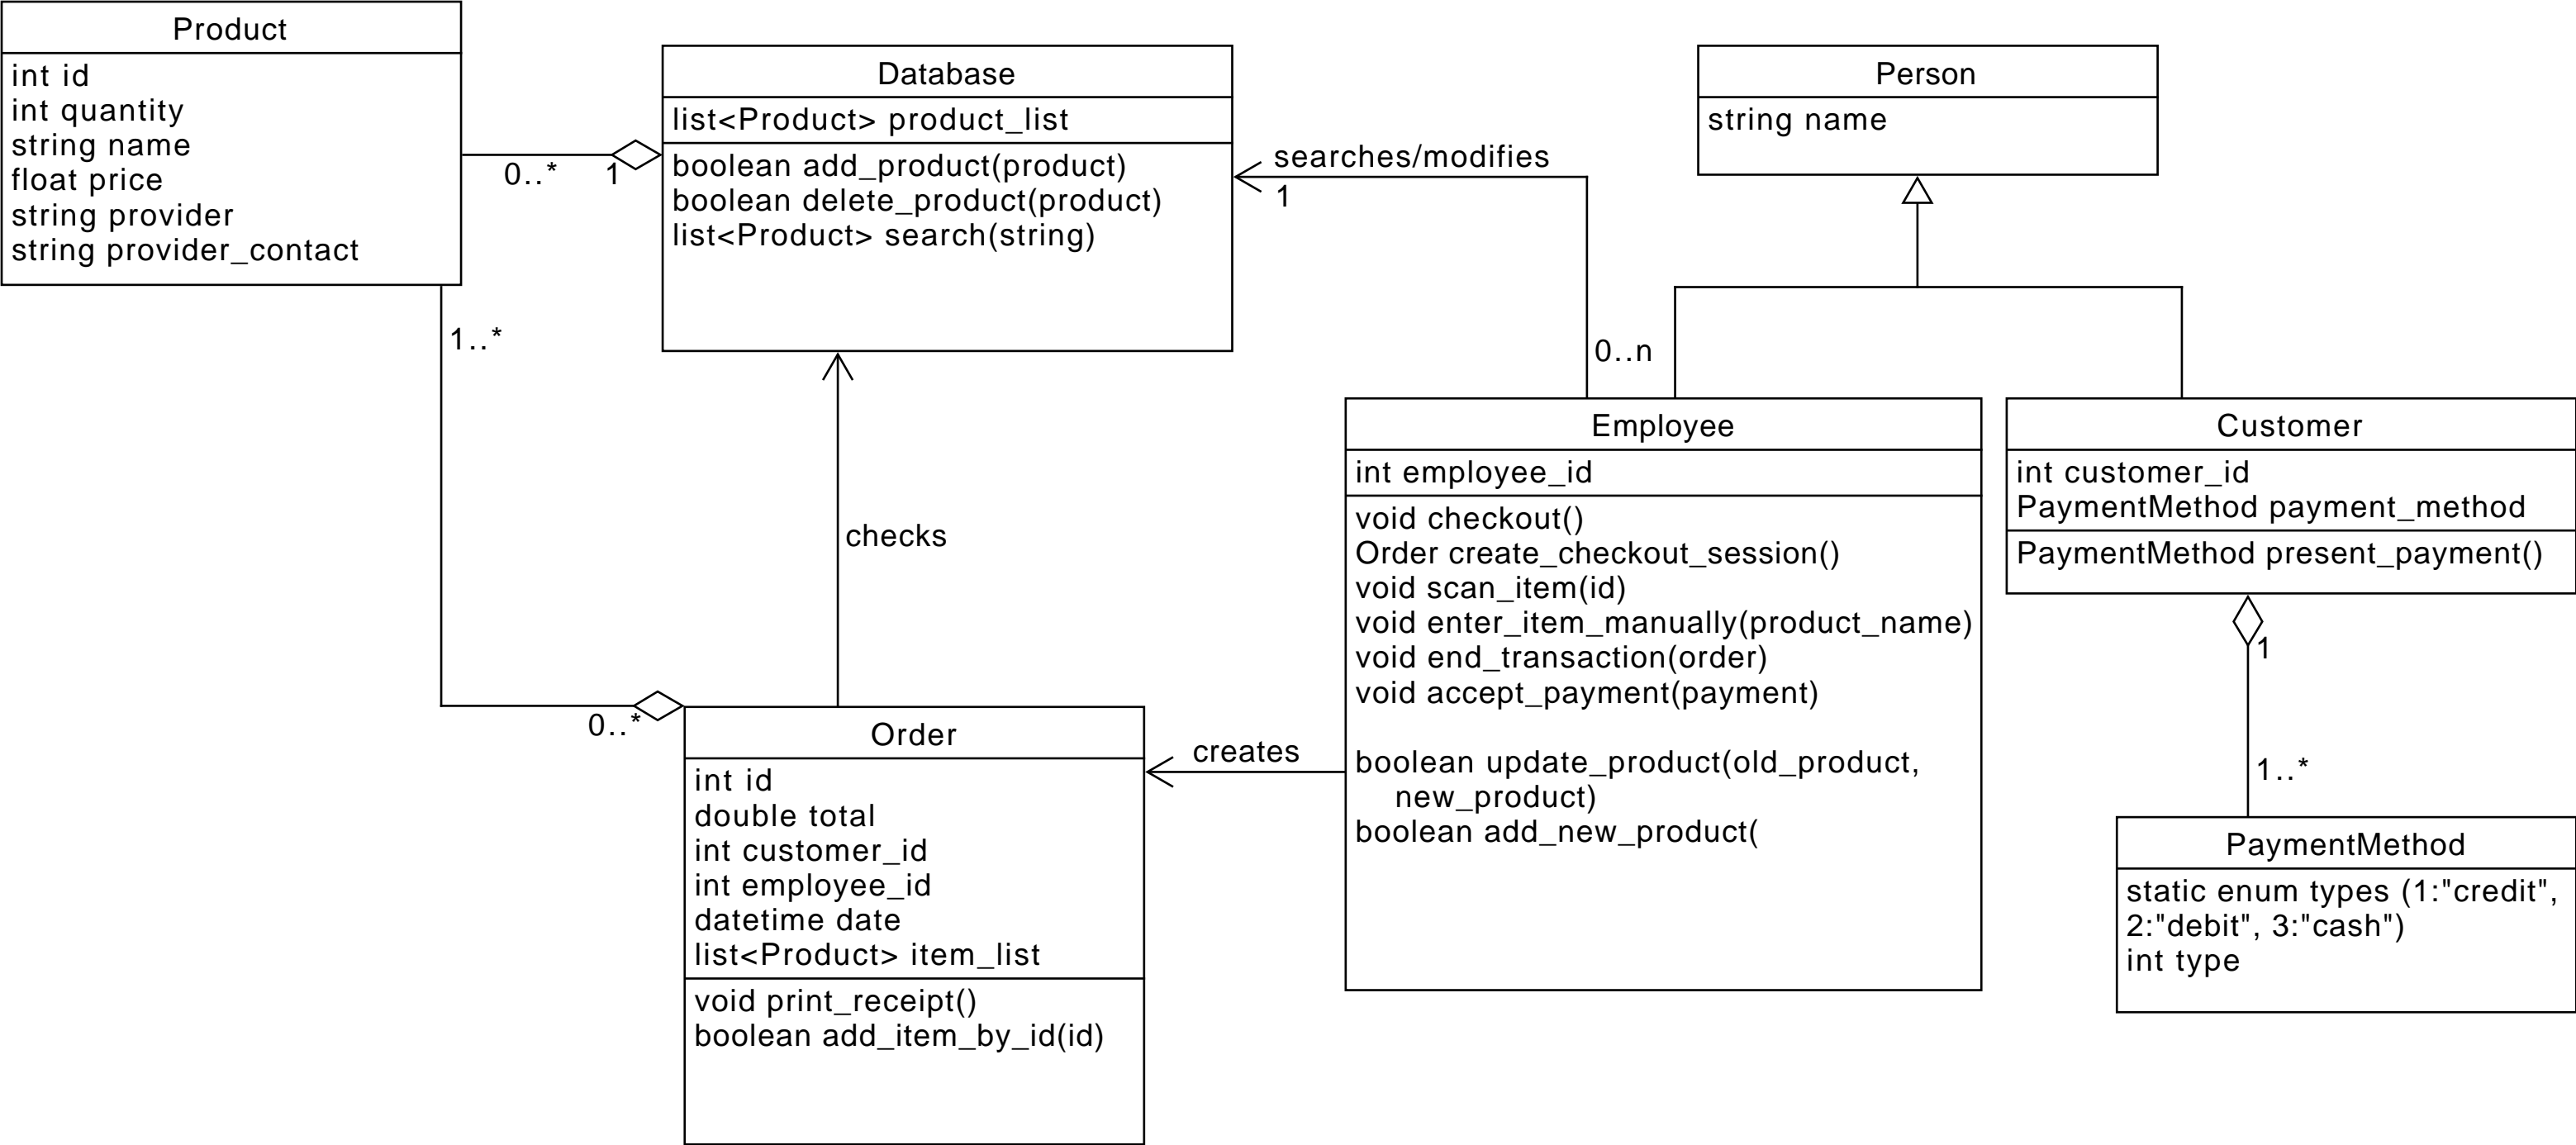 Product
int id
int quantity
string name
float price
string provider
string provider_contact
0..*
1
Database
list<Product> product_list
boolean add_product(product)
boolean delete_product(product)
list<Product> search(string)
searches/modifies
1
0..n
Person
string name
1..*
checks
0..*
Order
int id
double total
int customer_id
int employee_id
datetime date
list<Product> item_list
void print_receipt()
boolean add_item_by_id(id)
creates
Employee
int employee_id
void checkout()
Order create_checkout_session()
void scan_item(id)
void enter_item_manually(product_name)
void end_transaction(order)
void accept_payment(payment)
boolean update_product(old_product,
new_product)
boolean add_new_product(
Customer
int customer_id
PaymentMethod payment_method
PaymentMethod present_payment()
1
1..*
PaymentMethod
static enum types (1:"credit",
2:"debit", 3:"cash")
int type